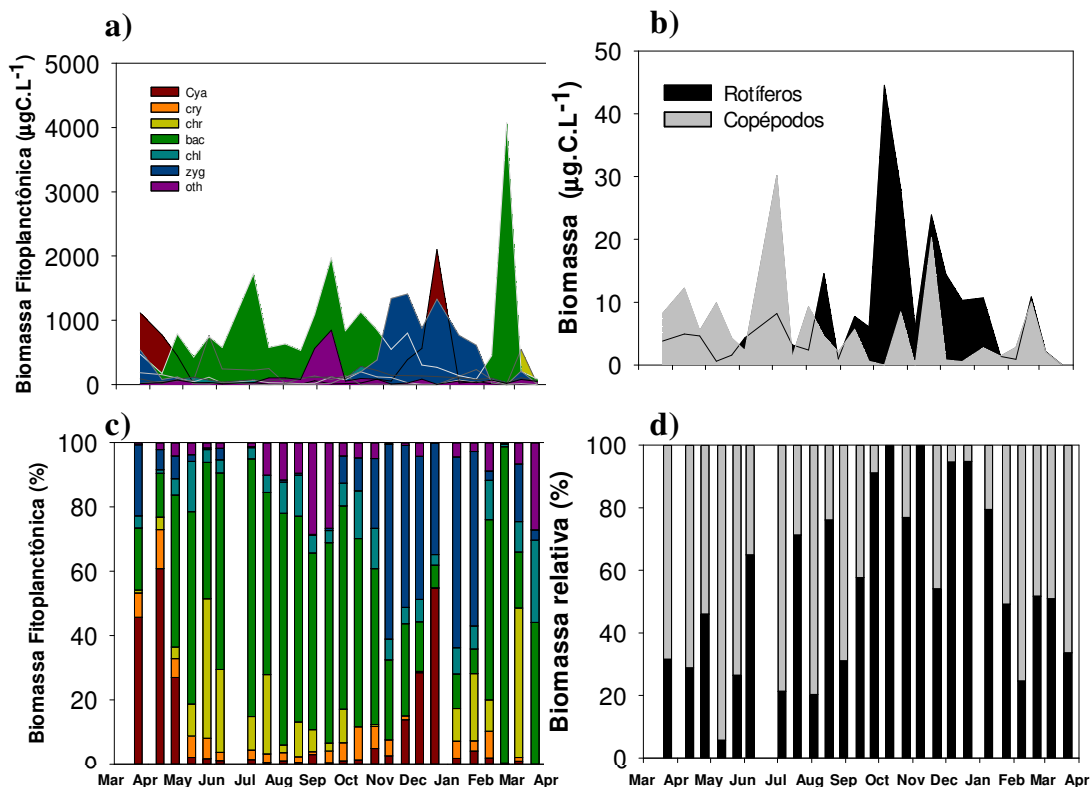 a)
Biomassa Fitoplanctônica (µgC.L-1)
5000
4000
3000
2000
1000
0
Cya
cry
chr
bac
chl
zyg
oth
b)
Biomassa (µg.C.L-1)
50
40
30
20
10
0
Rotíferos
Copépodos
c)
Biomassa Fitoplanctônica (%)
100
80
60
40
20
0
Mar Apr May Jun Jul Aug Sep Oct Nov Dec Jan Feb Mar Apr
d)
Biomassa relativa (%)
100
80
60
40
20
0
Mar Apr May Jun Jul Aug Sep Oct Nov Dec Jan Feb Mar Apr